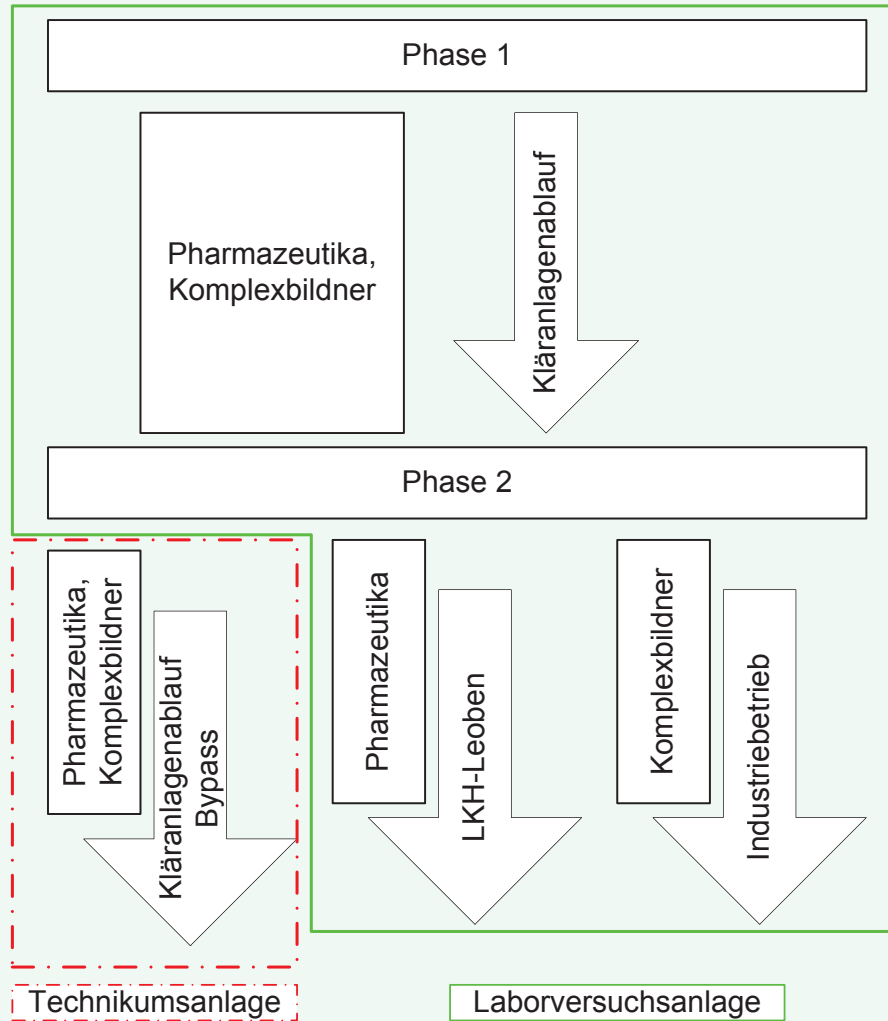 Phase 1
Pharmazeutika,
Komplexbildner
Kläranlagenablauf
Phase 2
Pharmazeutika,
Komplexbildner
Kläranlagenablauf
Bypass
Pharmazeutika
LKH-Leoben
Komplexbildner
Industriebetrieb
Technikumsanlage
Laborversuchsanlage